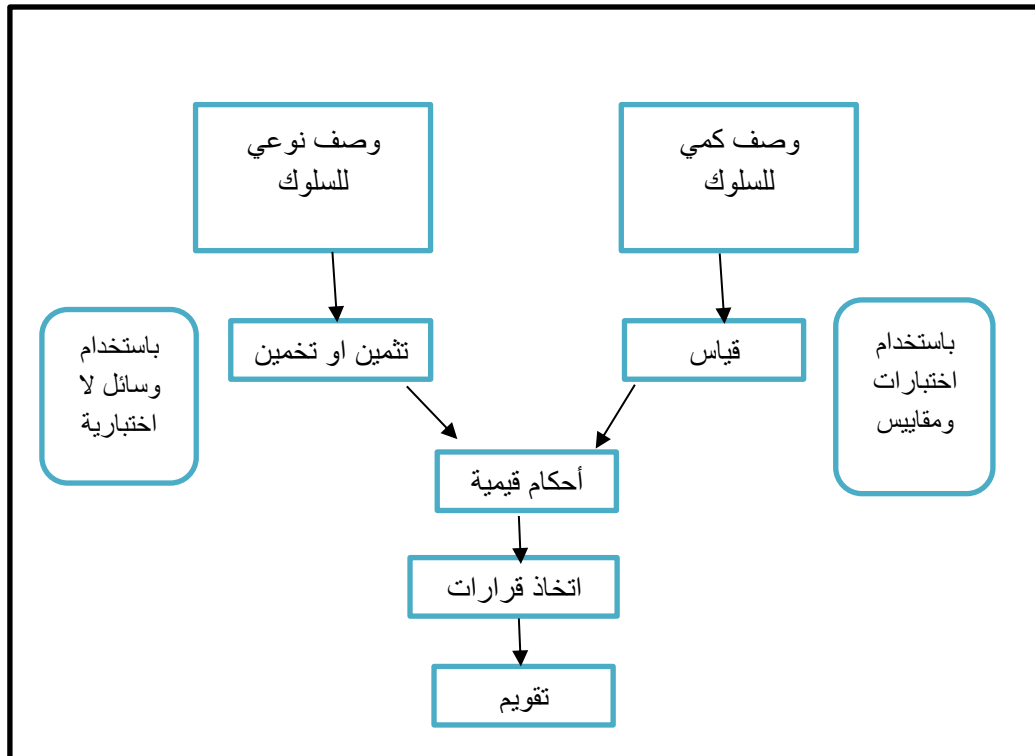 وصف كمي
للسلوك
وصف نوعي
للسلوك
باستخدام
اختبارات
ومقاييس
قياس
تثمين او تخمين
باستخدام
وسائل لا
اختبارية
أحكام قيمية
اتخاذ قرارات
تقويم